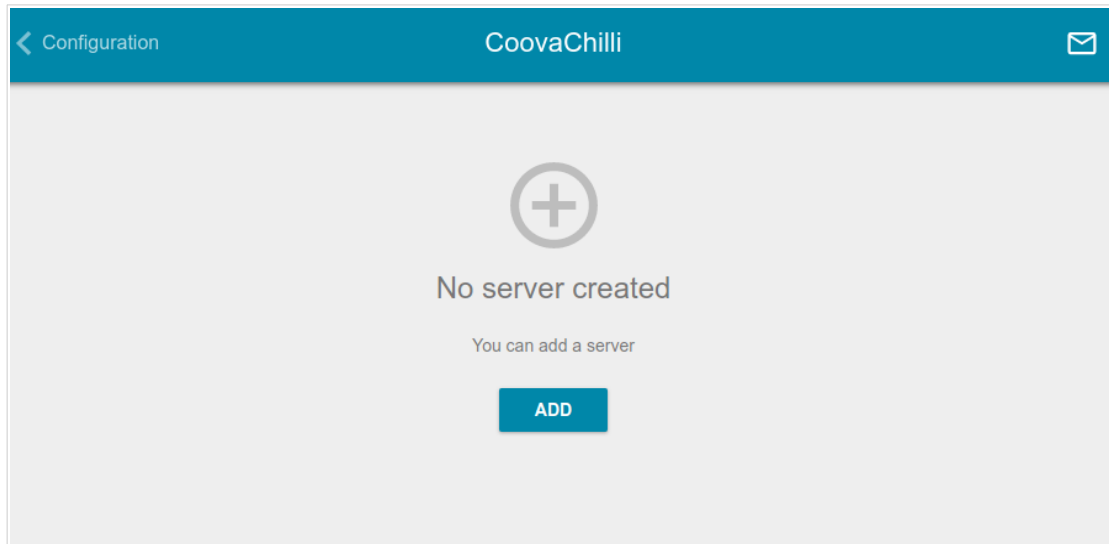 Configuration
CoovaChilli
No server created
You can add a server
ADD